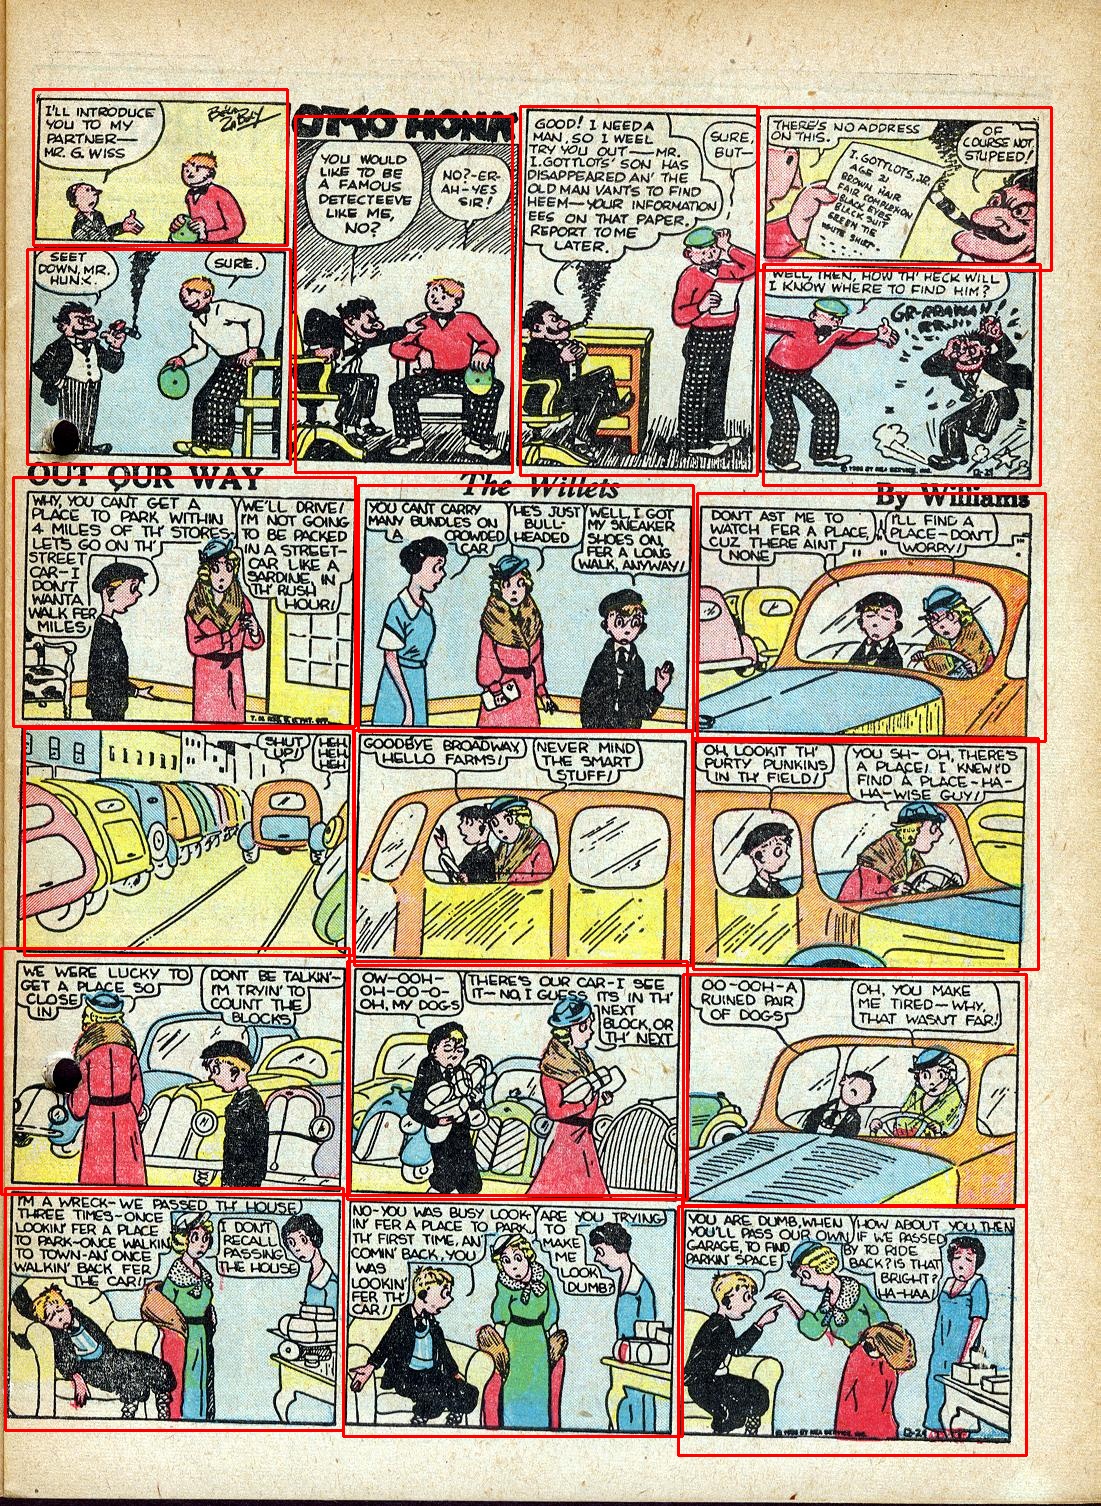 I'LL INTRODUCE
YOU TO MY
PARTNER—
MR. G. WISS
SEET
DOWN, MR.
HUNK.
SURE.
YOU WOULD
LIKE TO BE
A FAMOUS
DETECTEEVE
LIKE ME,
NO?
NO?-ER-
AH-YES
SIR!
GOOD! I NEED A
MAN, SO I WEEL
TRY YOU OUT — MR.
I. GOTTLOTS' SON HAS
DISAPPEARED AN' THE
OLD MAN VANTS TO FIND
HEEM—YOUR INFORMATION
EES ON THAT PAPER,
REPORT TO ME
LATER.
SURE,
BUT—
THERE'S NO ADDRESS
ON THIS.
I. GOTTLOTS, JR.
AGE 21
BROWN HAIR
FAIR COMPLEXION
BLACK EYES
BLACK SUIT
GREEN TIE
WHITE SHIRT
OF
COURSE NOT,
STUPEED!
WELL, THEN, HOW TH' HECK WILL
I KNOW WHERE TO FIND HIM?
12-29
OUT OUR WAY
The Willets
By Williams
WHY, YOU CAN'T GET A
PLACE TO PARK WITHIN
4 MILES OF TH' STORES.
LET'S GO ON TH'
STREET
CAR—I
DON'T
WANTA
WALK FER
MILES,
WE'LL DRIVE!
I'M NOT GOING
TO BE PACKED
IN A STREET-
CAR LIKE A
SARDINE, IN
TH' RUSH
HOUR!
T. M. REG. U. S. PAT. OFF.
YOU CAN'T CARRY
MANY BUNDLES ON
A CROWDED
CAR
HE'S JUST
BULL-
HEADED
WELL, I GOT
MY SNEAKER
SHOES ON,
FER A LONG
WALK, ANYWAY!
DON'T AST ME TO
WATCH FER A PLACE,
CUZ THERE AINT
NONE
I'LL FIND A
PLACE-DON'T
WORRY!
SHUT
UP!
HEH
HEH
HEH
GOODBYE BROADWAY,
HELLO FARMS!
NEVER MIND
THE SMART
STUFF!
OH, LOOKIT TH'
PURTY PUNKINS
IN TH' FIELD!
YOU SH- OH, THERE'S
A PLACE! I KNEW I'D
FIND A PLACE-HA-
HA-WISE GUY!
WE WERE LUCKY TO
GET A PLACE SO
CLOSE
IN
DON'T BE TALKIN'-
I'M TRYIN' TO
COUNT THE
BLOCKS
OW-OOH-
OH-OO-O-
OH, MY DOGS
THERE'S OUR CAR-I SEE
IT-NO, I GUESS ITS IN TH'
NEXT
BLOCK, OR
TH' NEXT
OO-OOH-A
RUINED PAIR
OF DOGS
OH, YOU MAKE
ME TIRED-WHY,
THAT WASN'T FAR!
I'M A WRECK-WE PASSED TH' HOUSE
THREE TIMES-ONCE
LOOKIN' FER A PLACE
TO PARK-ONCE WALKIN'
TO TOWN-AN' ONCE
WALKIN' BACK FER
THE CAR!
I DON'T
RECALL
PASSING
THE HOUSE
NO-YOU WAS BUSY LOOK-
IN' FER A PLACE TO PARK,
TH' FIRST TIME, AN'
COMIN' BACK, YOU
WAS
LOOKIN'
FER TH'
CAR!
ARE YOU TRYING
TO
MAKE
ME
LOOK
DUMB?
YOU ARE DUMB, WHEN
YOU'LL PASS OUR OWN
GARAGE, TO FIND
PARKIN' SPACE
HOW ABOUT YOU, THEN
IF WE PASSED
BY TO RIDE
BACK? IS THAT
BRIGHT?
HA-HAA!
12-29